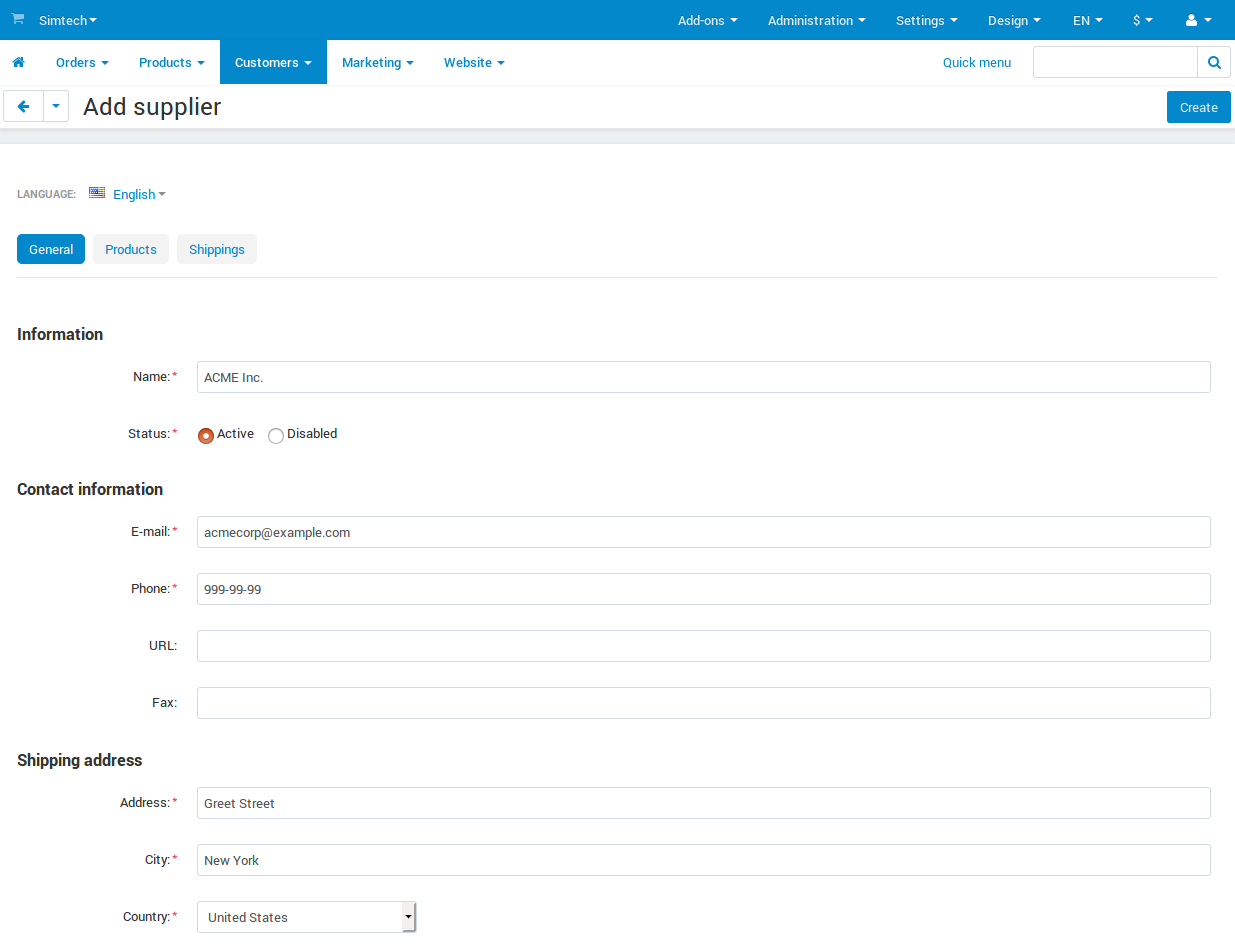 Simtech Add-ons Administration Settings Design EN $
Orders Products Customers Marketing Website Quick menu
Add supplier Create
LANGUAGE: English
General Products Shippings
Information
Name:* ACME Inc.
Status:* Active Disabled
Contact information
E-mail:* acmecorp@example.com
Phone:* 999-99-99
URL:
Fax:
Shipping address
Address:* Greet Street
City:* New York
Country:* United States